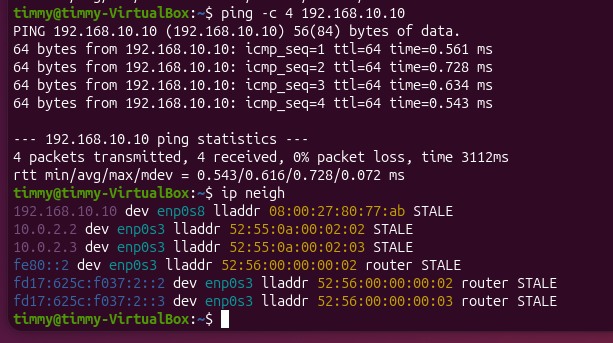 timmy@timmy-VirtualBox:~$ ping -c 4 192.168.10.10
PING 192.168.10.10 (192.168.10.10) 56(84) bytes of data.
64 bytes from 192.168.10.10: icmp_seq=1 ttl=64 time=0.561 ms
64 bytes from 192.168.10.10: icmp_seq=2 ttl=64 time=0.728 ms
64 bytes from 192.168.10.10: icmp_seq=3 ttl=64 time=0.634 ms
64 bytes from 192.168.10.10: icmp_seq=4 ttl=64 time=0.543 ms

--- 192.168.10.10 ping statistics ---
4 packets transmitted, 4 received, 0% packet loss, time 3112ms
rtt min/avg/max/mdev = 0.543/0.616/0.728/0.072 ms
timmy@timmy-VirtualBox:~$ ip neigh
192.168.10.10 dev enp0s8 lladdr 08:00:27:80:77:ab STALE
10.0.2.2 dev enp0s3 lladdr 52:55:0a:00:02:02 STALE
10.0.2.3 dev enp0s3 lladdr 52:55:0a:00:02:03 STALE
fe80::2 dev enp0s3 lladdr 52:56:00:00:00:02 router STALE
fd17:625c:f037:2::2 dev enp0s3 lladdr 52:56:00:00:00:02 router STALE
fd17:625c:f037:2::3 dev enp0s3 lladdr 52:56:00:00:00:03 router STALE
timmy@timmy-VirtualBox:~$